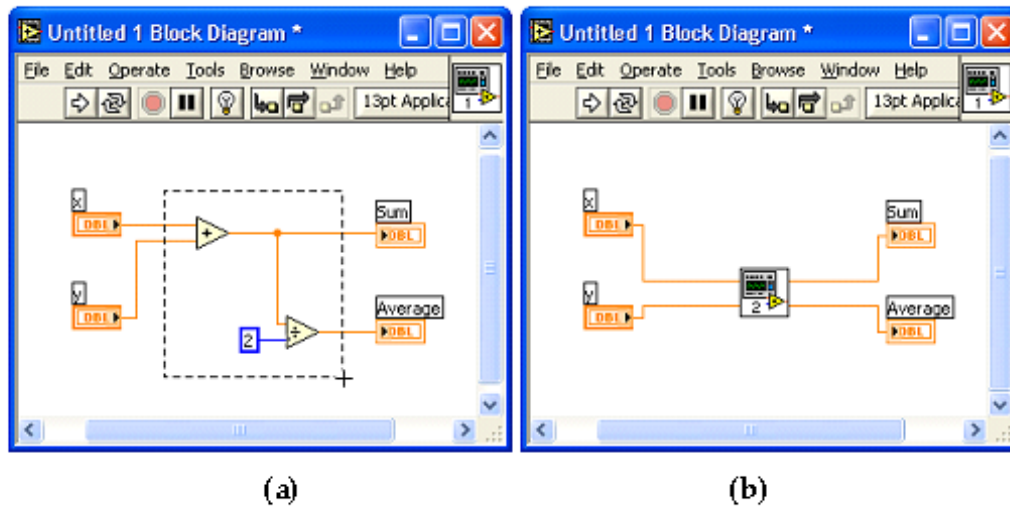 Untitled 1 Block Diagram *
File Edit Operate Tools Browse Window Help
13pt Applica
1
x
DBL
y
DBL
+
2
÷
Sum
DBL
Average
DBL
(a)
Untitled 1 Block Diagram *
File Edit Operate Tools Browse Window Help
13pt Applica
1
x
DBL
y
DBL
2
Sum
DBL
Average
DBL
(b)